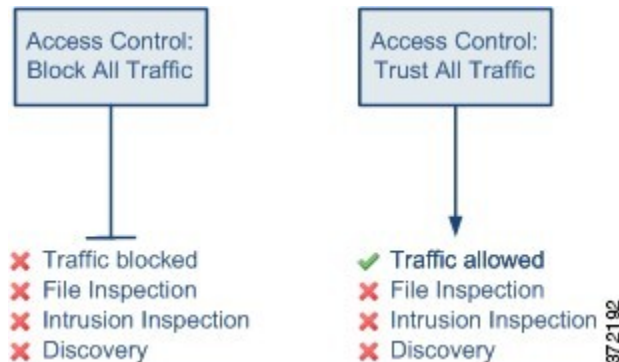 Access Control:
Block All Traffic
Traffic blocked
File Inspection
Intrusion Inspection
Discovery
Access Control:
Trust All Traffic
Traffic allowed
File Inspection
Intrusion Inspection
Discovery
372192